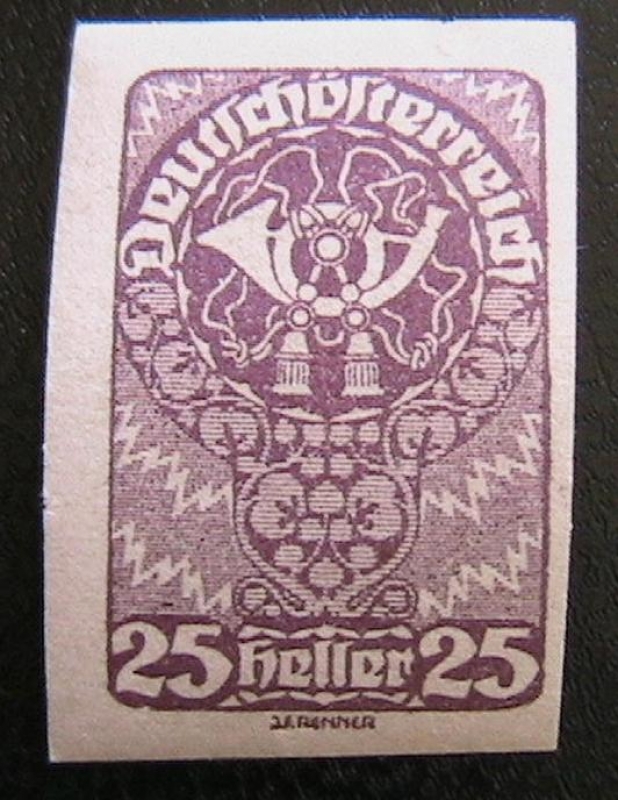 Deutschösterreich
25 heller 25
J.F.RENNER